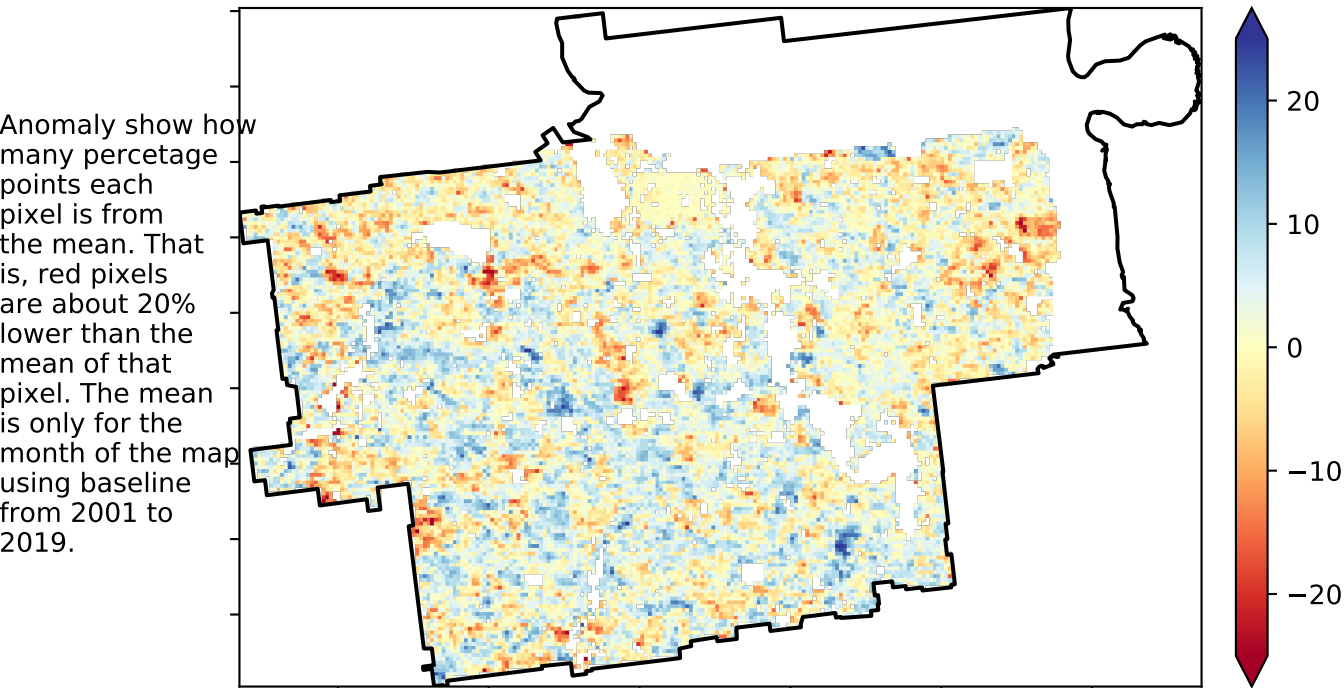 Anomaly show how
many percetage
points each
pixel is from
the mean. That
is, red pixels
are about 20%
lower than the
mean of that
pixel. The mean
is only for the
month of the map
using baseline
from 2001 to
2019.
20
10
0
−10
−20